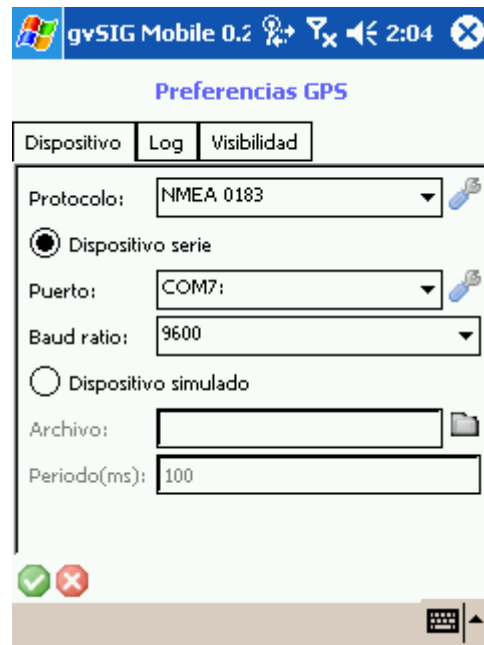 gvSIG Mobile 0.2 2:04
Preferencias GPS
Dispositivo Log Visibilidad
Protocolo: NMEA 0183
Dispositivo serie
Puerto: COM7:
Baud ratio: 9600
Dispositivo simulado
Archivo:
Periodo(ms): 100